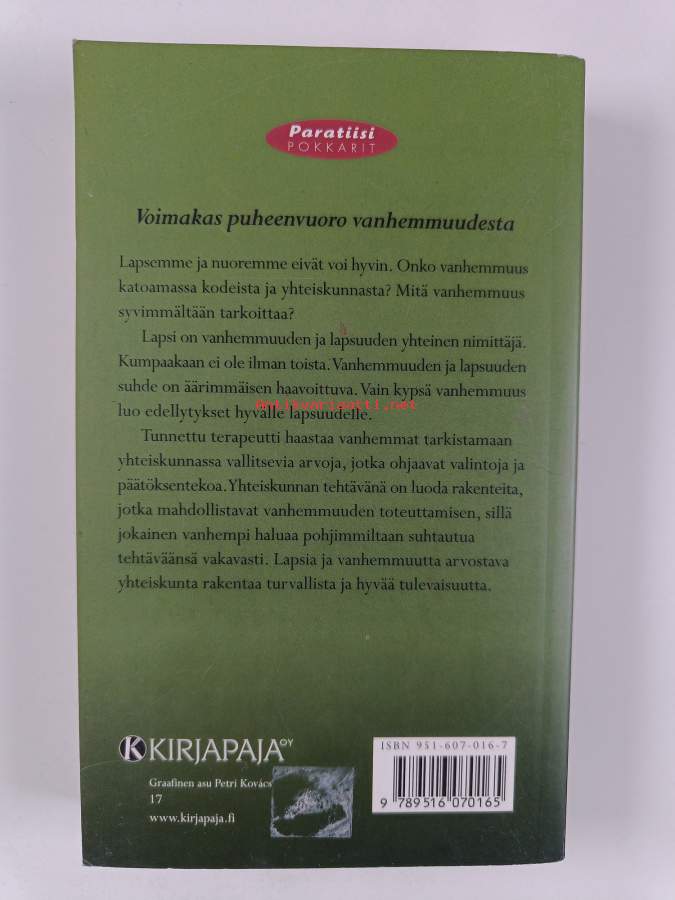 Paratiisi
POKKARIT
Voimakas puheenvuoro vanhemmuudesta
Lapsemme ja nuoremme eivät voi hyvin. Onko vanhemmuus
katoamassa kodeista ja yhteiskunnasta? Mitä vanhemmuus
syvimmältään tarkoittaa?
Lapsi on vanhemmuuden ja lapsuuden yhteinen nimittäjä.
Kumpaakaan ei ole ilman toista. Vanhemmuuden ja lapsuuden
suhde on äärimmäisen haavoittuva. Vain kypsä vanhemmuus
antikvariaatti.net
luo edellytykset hyvälle lapsuudelle.
Tunnettu terapeutti haastaa vanhemmat tarkistamaan
yhteiskunnassa vallitsevia arvoja, jotka ohjaavat valintoja ja
päätöksentekoa. Yhteiskunnan tehtävänä on luoda rakenteita,
jotka mahdollistavat vanhemmuuden toteuttamisen, sillä
jokainen vanhempi haluaa pohjimmiltaan suhtautua
tehtäväänsä vakavasti. Lapsia ja vanhemmuutta arvostava
yhteiskunta rakentaa turvallista ja hyvää tulevaisuutta.
K KIRJAPAJA OY
Graafinen asu Petri Kovács
17
www.kirjapaja.fi
ISBN 951-607-016-7
9 789516 070165